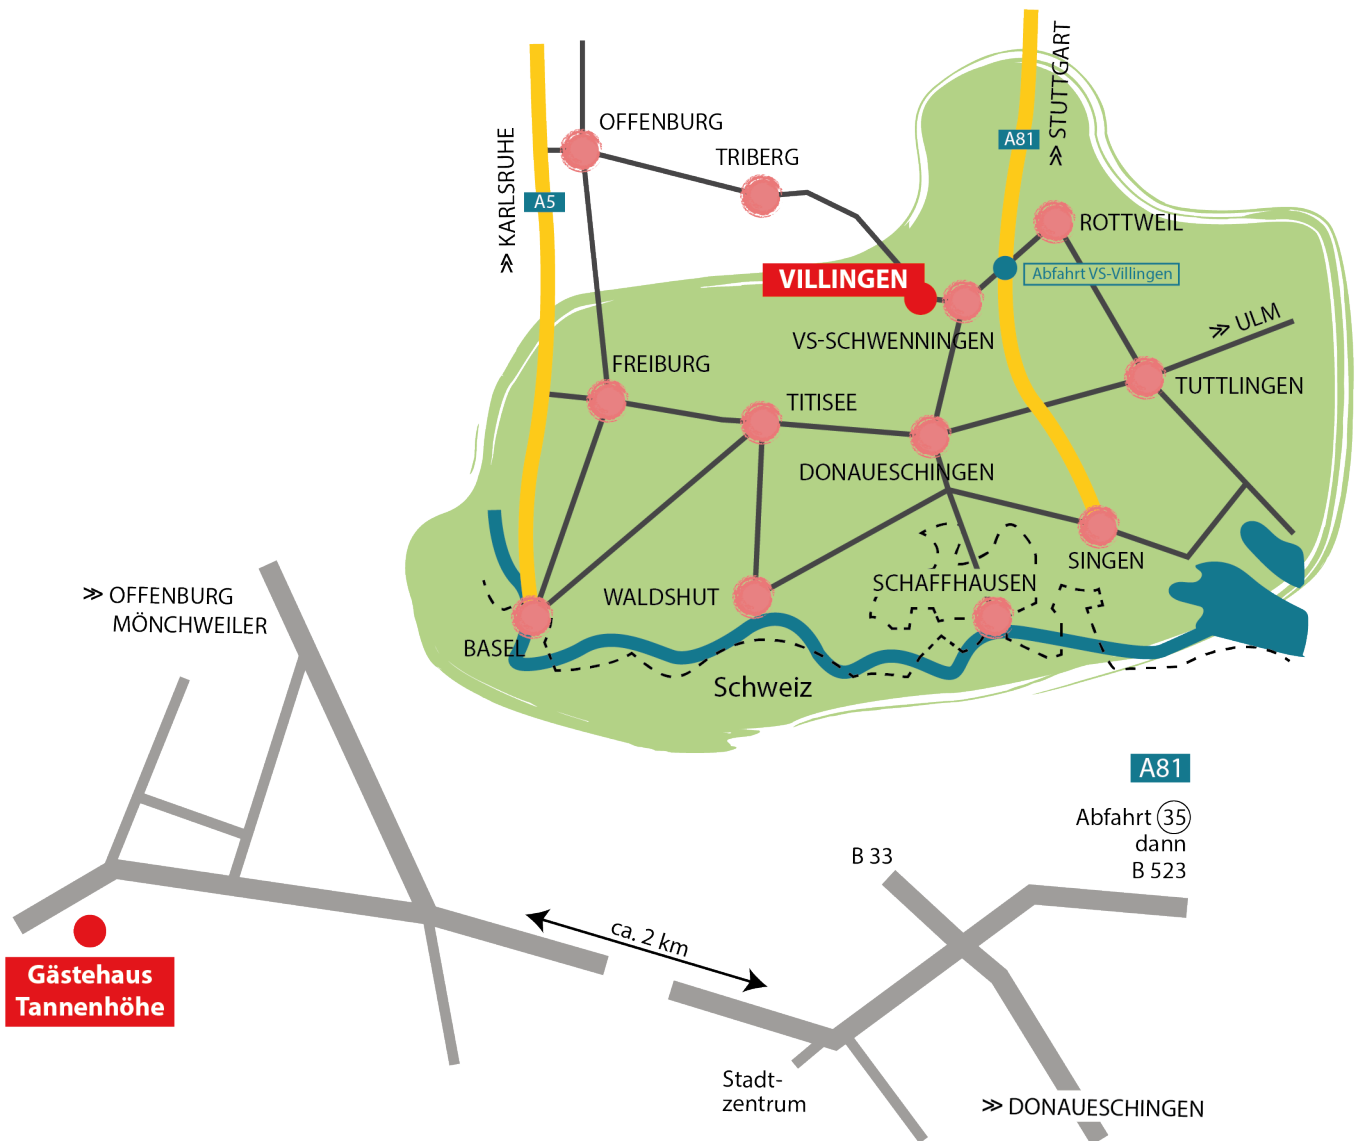 OFFENBURG
TRIBERG
>> KARLSRUHE
A5
>> STUTTGART
A81
ROTTWEIL
VILLINGEN
Abfahrt VS-Villingen
VS-SCHWENNINGEN
>> ULM
FREIBURG
TITISEE
TUTTLINGEN
DONAUESCHINGEN
SINGEN
SCHAFFHAUSEN
WALDSHUT
BASEL
Schweiz
>> OFFENBURG
MÖNCHWEILER
A81
Abfahrt 35
dann
B 523
B 33
ca. 2 km
Gästehaus
Tannenhöhe
Stadt-
zentrum
>> DONAUESCHINGEN